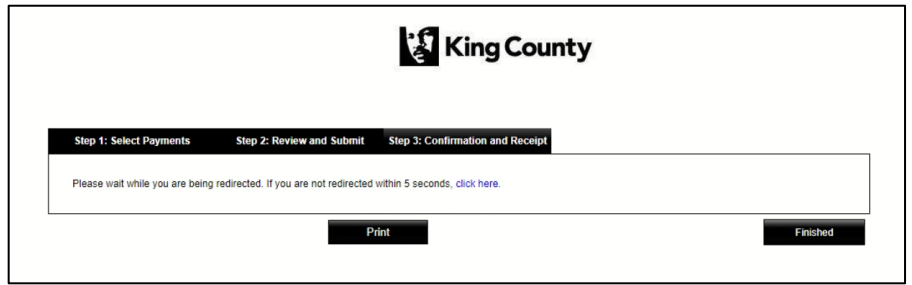 King County
Step 1: Select Payments Step 2: Review and Submit Step 3: Confirmation and Receipt
Please wait while you are being redirected. If you are not redirected within 5 seconds, click here.
Print Finished